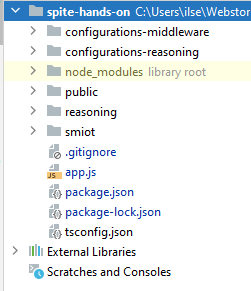 spite-hands-on C:\Users\ilse\Webstor
configurations-middleware
configurations-reasoning
node_modules library root
public
reasoning
smiot
.gitignore
app.js
package.json
package-lock.json
tsconfig.json
External Libraries
Scratches and Consoles